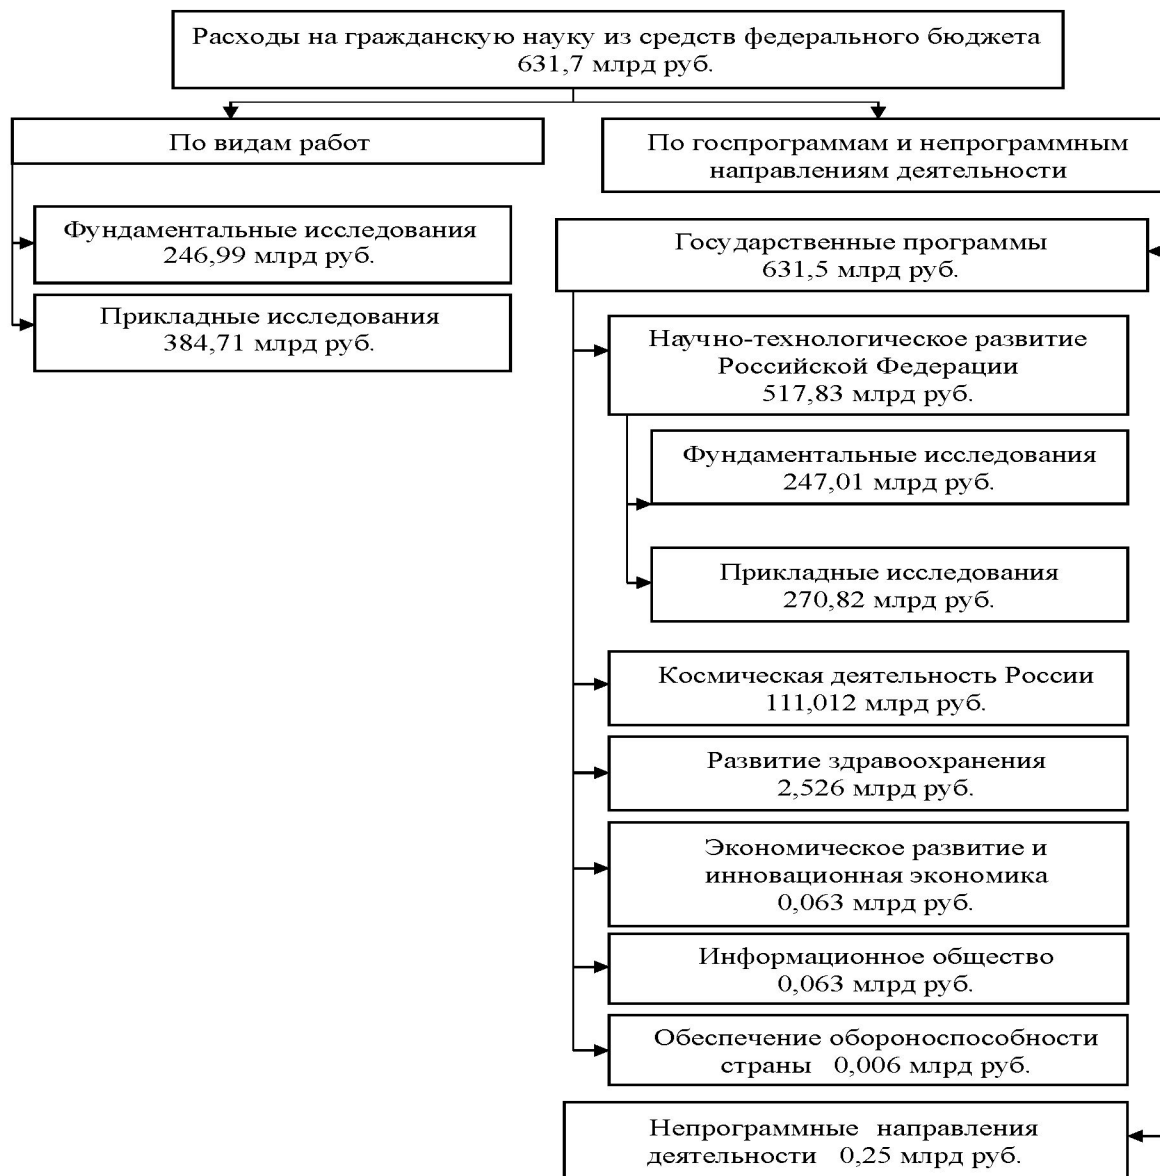 Расходы на гражданскую науку из средств федерального бюджета
631,7 млрд руб.
По видам работ
Фундаментальные исследования
246,99 млрд руб.
Прикладные исследования
384,71 млрд руб.
По госпрограммам и непрограммным
направлениям деятельности
Государственные программы
631,5 млрд руб.
Научно-технологическое развитие
Российской Федерации
517,83 млрд руб.
Фундаментальные исследования
247,01 млрд руб.
Прикладные исследования
270,82 млрд руб.
Космическая деятельность России
111,012 млрд руб.
Развитие здравоохранения
2,526 млрд руб.
Экономическое развитие и
инновационная экономика
0,063 млрд руб.
Информационное общество
0,063 млрд руб.
Обеспечение обороноспособности
страны 0,006 млрд руб.
Непрограммные направления
деятельности 0,25 млрд руб.